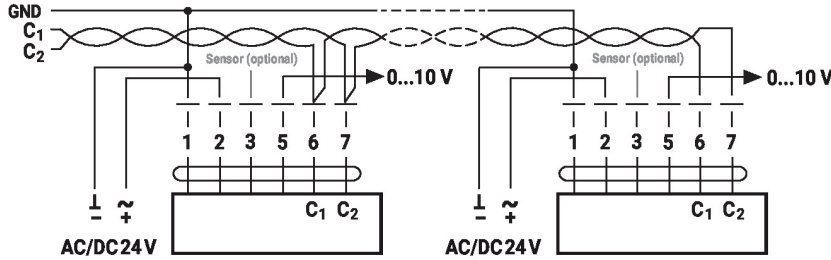 GND
C₁
C₂
Sensor (optional) 0...10 V Sensor (optional) 0...10 V
1 2 3 5 6 7 1 2 3 5 6 7
⊥ ~ C₁ C₂ ⊥ ~ C₁ C₂
– + – +
AC/DC 24 V AC/DC 24 V